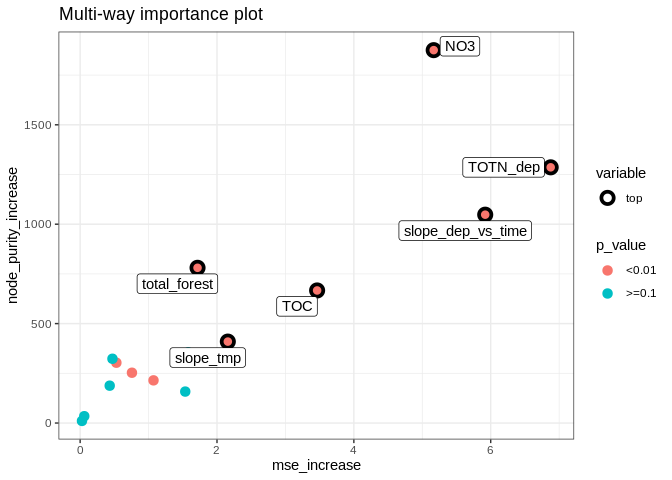 Multi-way importance plot
node_purity_increase
1500
1000
500
0
NO3
TOTN_dep
slope_dep_vs_time
total_forest
TOC
slope_tmp
0
2
4
6
mse_increase
variable
top
p_value
<0.01
>=0.1